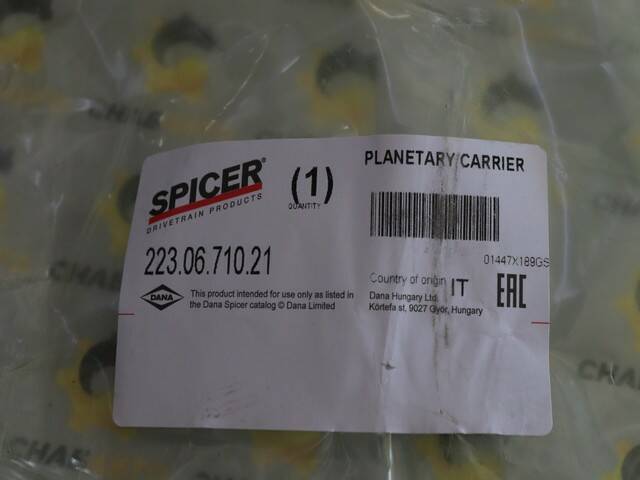 SPICER®
DRIVETRAIN PRODUCTS
(1)
QUANTITY
PLANETARY CARRIER
223.06.710.21
01447X189GS
Country of origin IT
EAC
DANA
This product intended for use only as listed in
the Dana Spicer catalog © Dana Limited
Dana Hungary Ltd.
Körtefa st, 9027 Győr, Hungary